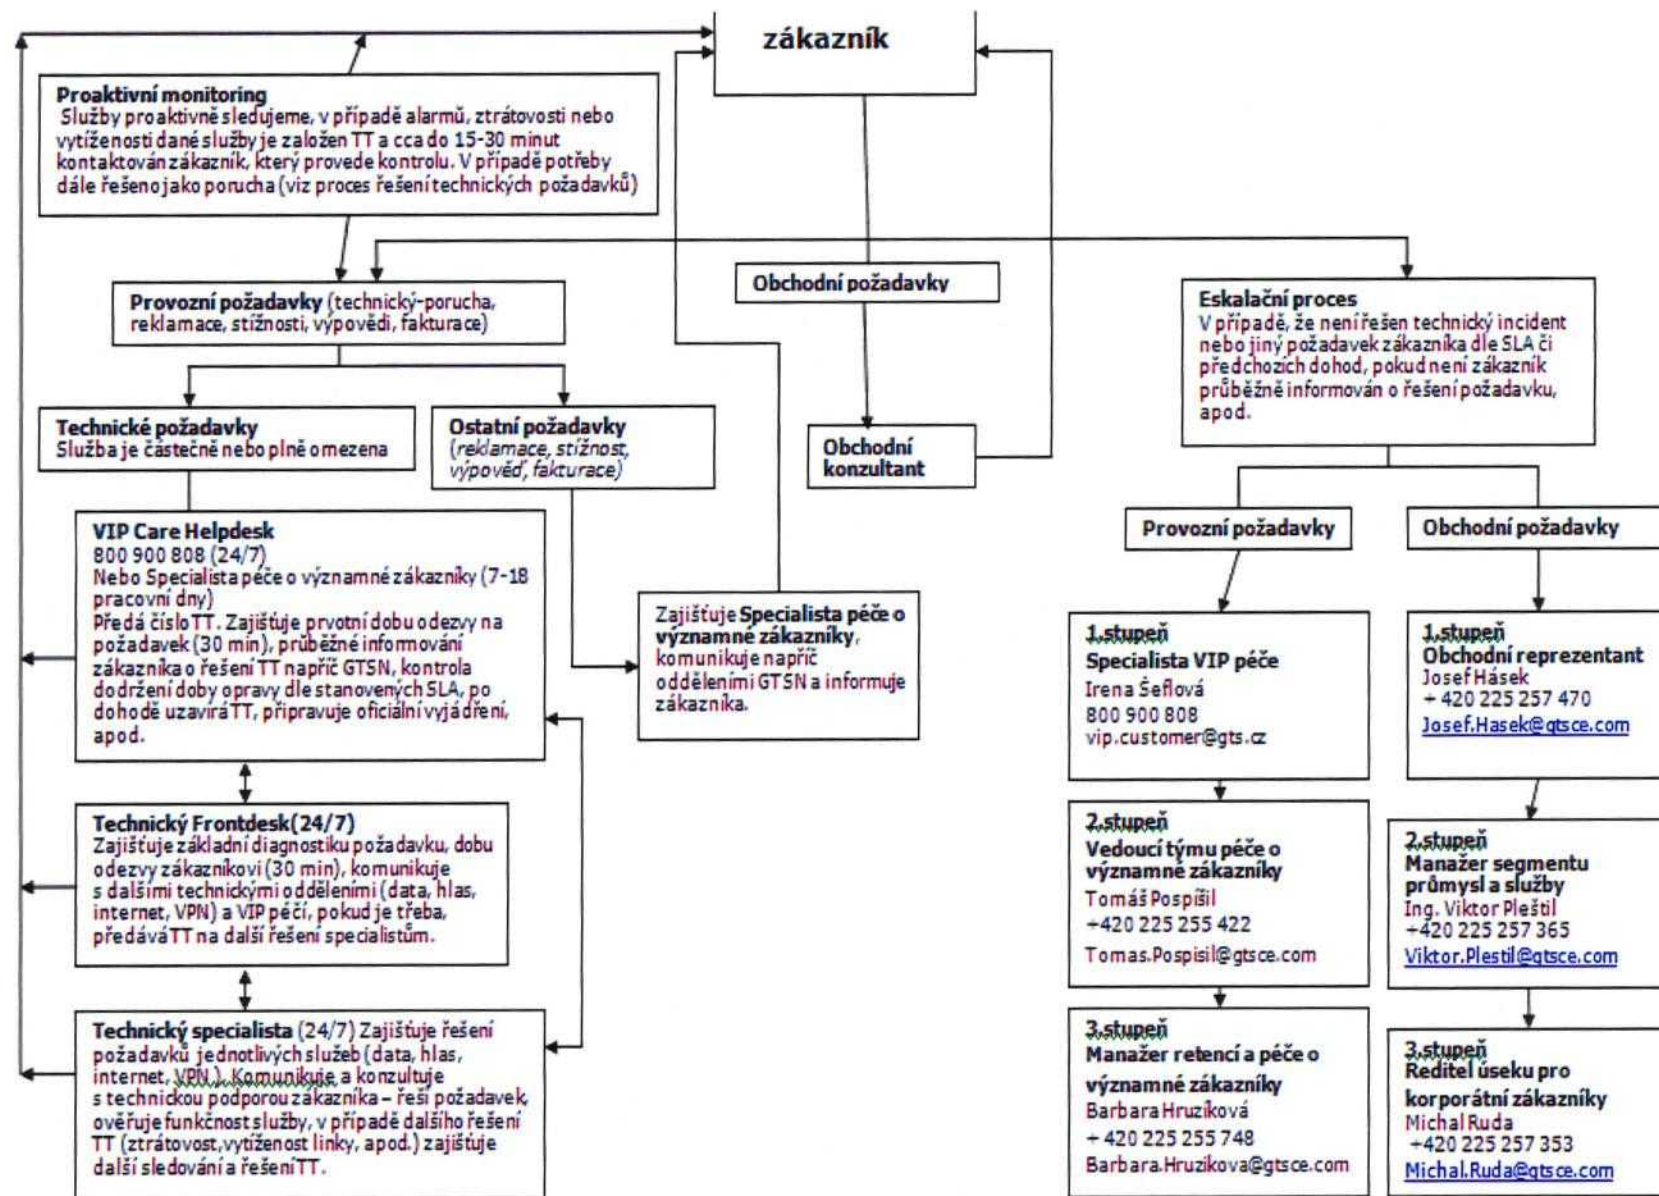 zákazník
Proaktivní monitoring
Služby proaktivně sledujeme, v případě alarmů, ztrátovosti nebo
vytíženosti dané služby je založen TT a cca do 15-30 minut
kontaktován zákazník, který provede kontrolu. V případě potřeby
dále řešeno jako porucha (viz proces řešení technických požadavků)
Provozní požadavky (technický-porucha,
reklamace, stížnosti, výpovědi, fakturace)
Obchodní požadavky
Eskalační proces
V případě, že není řešen technický incident
nebo jiný požadavek zákazníka dle SLA či
předchozích dohod, pokud není zákazník
průběžně informován o řešení požadavku,
apod.
Technické požadavky
Služba je částečně nebo plně omezena
Ostatní požadavky
(reklamace, stížnost,
výpověď, fakturace)
Obchodní
konzultant
VIP Care Helpdesk
800 900 808 (24/7)
Nebo Specialista péče o významné zákazníky (7-18
pracovní dny)
Předá číslo TT. Zajišťuje prvotní dobu odezvy na
požadavek (30 min), průběžné informování
zákazníka o řešení TT napříč GTSN, kontrola
dodržení doby opravy dle stanovených SLA, po
dohodě uzavírá TT, připravuje oficiální vyjádření,
apod.
Zajišťuje Specialista péče o
významné zákazníky,
komunikuje napříč
odděleními GTSN a informuje
zákazníka.
Technický Frontdesk(24/7)
Zajišťuje základní diagnostiku požadavku, dobu
odezvy zákazníkovi (30 min), komunikuje
s dalšími technickými odděleními (data, hlas,
internet, VPN) a VIP péčí, pokud je třeba,
předává TT na další řešení specialistům.
Technický specialista (24/7) Zajišťuje řešení
požadavků jednotlivých služeb (data, hlas,
internet, VPN ). Komunikuje a konzultuje
s technickou podporou zákazníka – řeší požadavek,
ověřuje funkčnost služby, v případě dalšího řešení
TT (ztrátovost,vytíženost linky, apod.) zajišťuje
další sledování a řešení TT.
Provozní požadavky
1.stupeň
Specialista VIP péče
Irena Šeflová
800 900 808
vip.customer@gts.cz
2.stupeň
Vedoucí týmu péče o
významné zákazníky
Tomáš Pospíšil
+420 225 255 422
Tomas.Pospisil@gtsce.com
3.stupeň
Manažer retencí a péče o
významné zákazníky
Barbara Hruzíková
+ 420 225 255 748
Barbara.Hruzikova@gtsce.com
Obchodní požadavky
1.stupeň
Obchodní reprezentant
Josef Hásek
+ 420 225 257 470
Josef.Hasek@gtsce.com
2.stupeň
Manažer segmentu
průmysl a služby
Ing. Viktor Pleštil
+420 225 257 365
Viktor.Plestil@gtsce.com
3.stupeň
Reditel úseku pro
korporátní zákazníky
Michal Ruda
+420 225 257 353
Michal.Ruda@gtsce.com